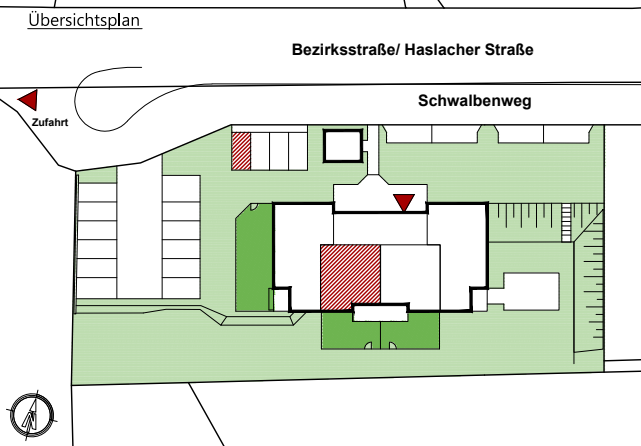 Übersichtsplan
Bezirksstraße/ Haslacher Straße
Schwalbenweg
Zufahrt